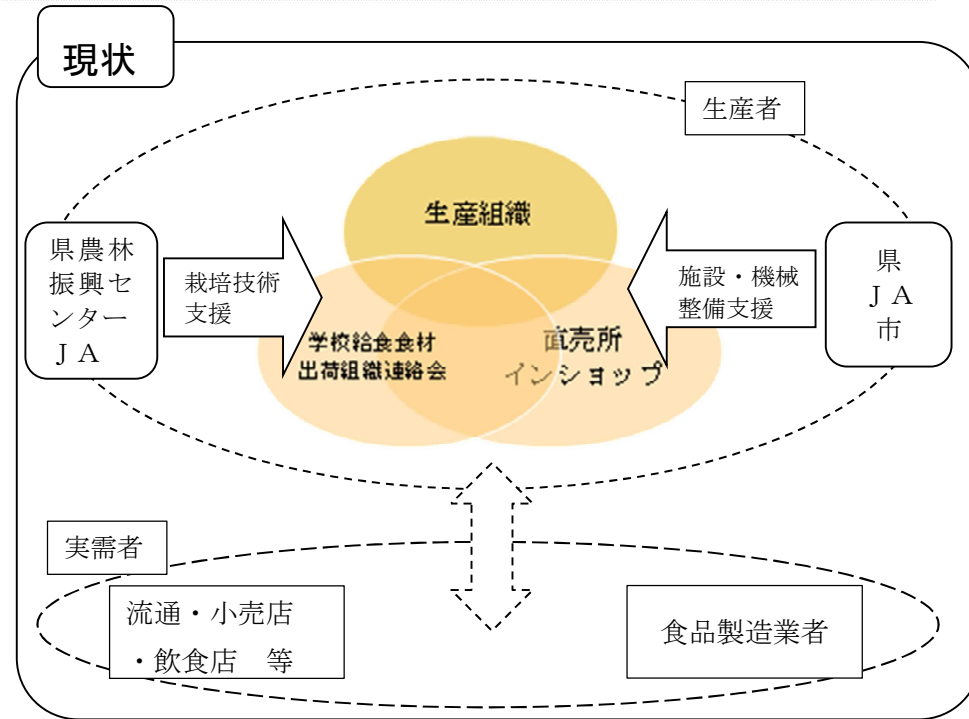 現状
生産者
生産組織
県農林
振興セ
ンター
ＪＡ
栽培技術
支援
施設・機械
整備支援
県
ＪＡ
市
学校給食食材
出荷組織連絡会
直売所
インショップ
実需者
流通・小売店
・飲食店　等
食品製造業者